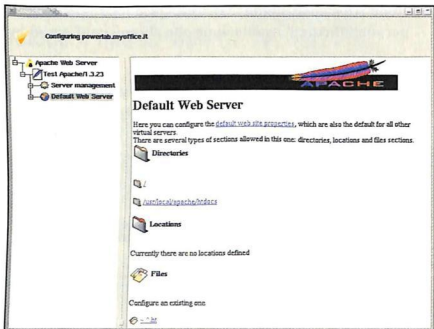 Configuring powerlab.myoffice.it
Apache Web Server
Test Apache/1.3.23
Server management
Default Web Server
APACHE
Default Web Server
Here you can configure the default web site properties, which are also the default for all other
virtual servers.
There are several types of sections allowed in this one: directories, locations and files sections.
Directories
/
/usr/local/apache/htdocs
Locations
Currently there are no locations defined
Files
Configure an existing one.